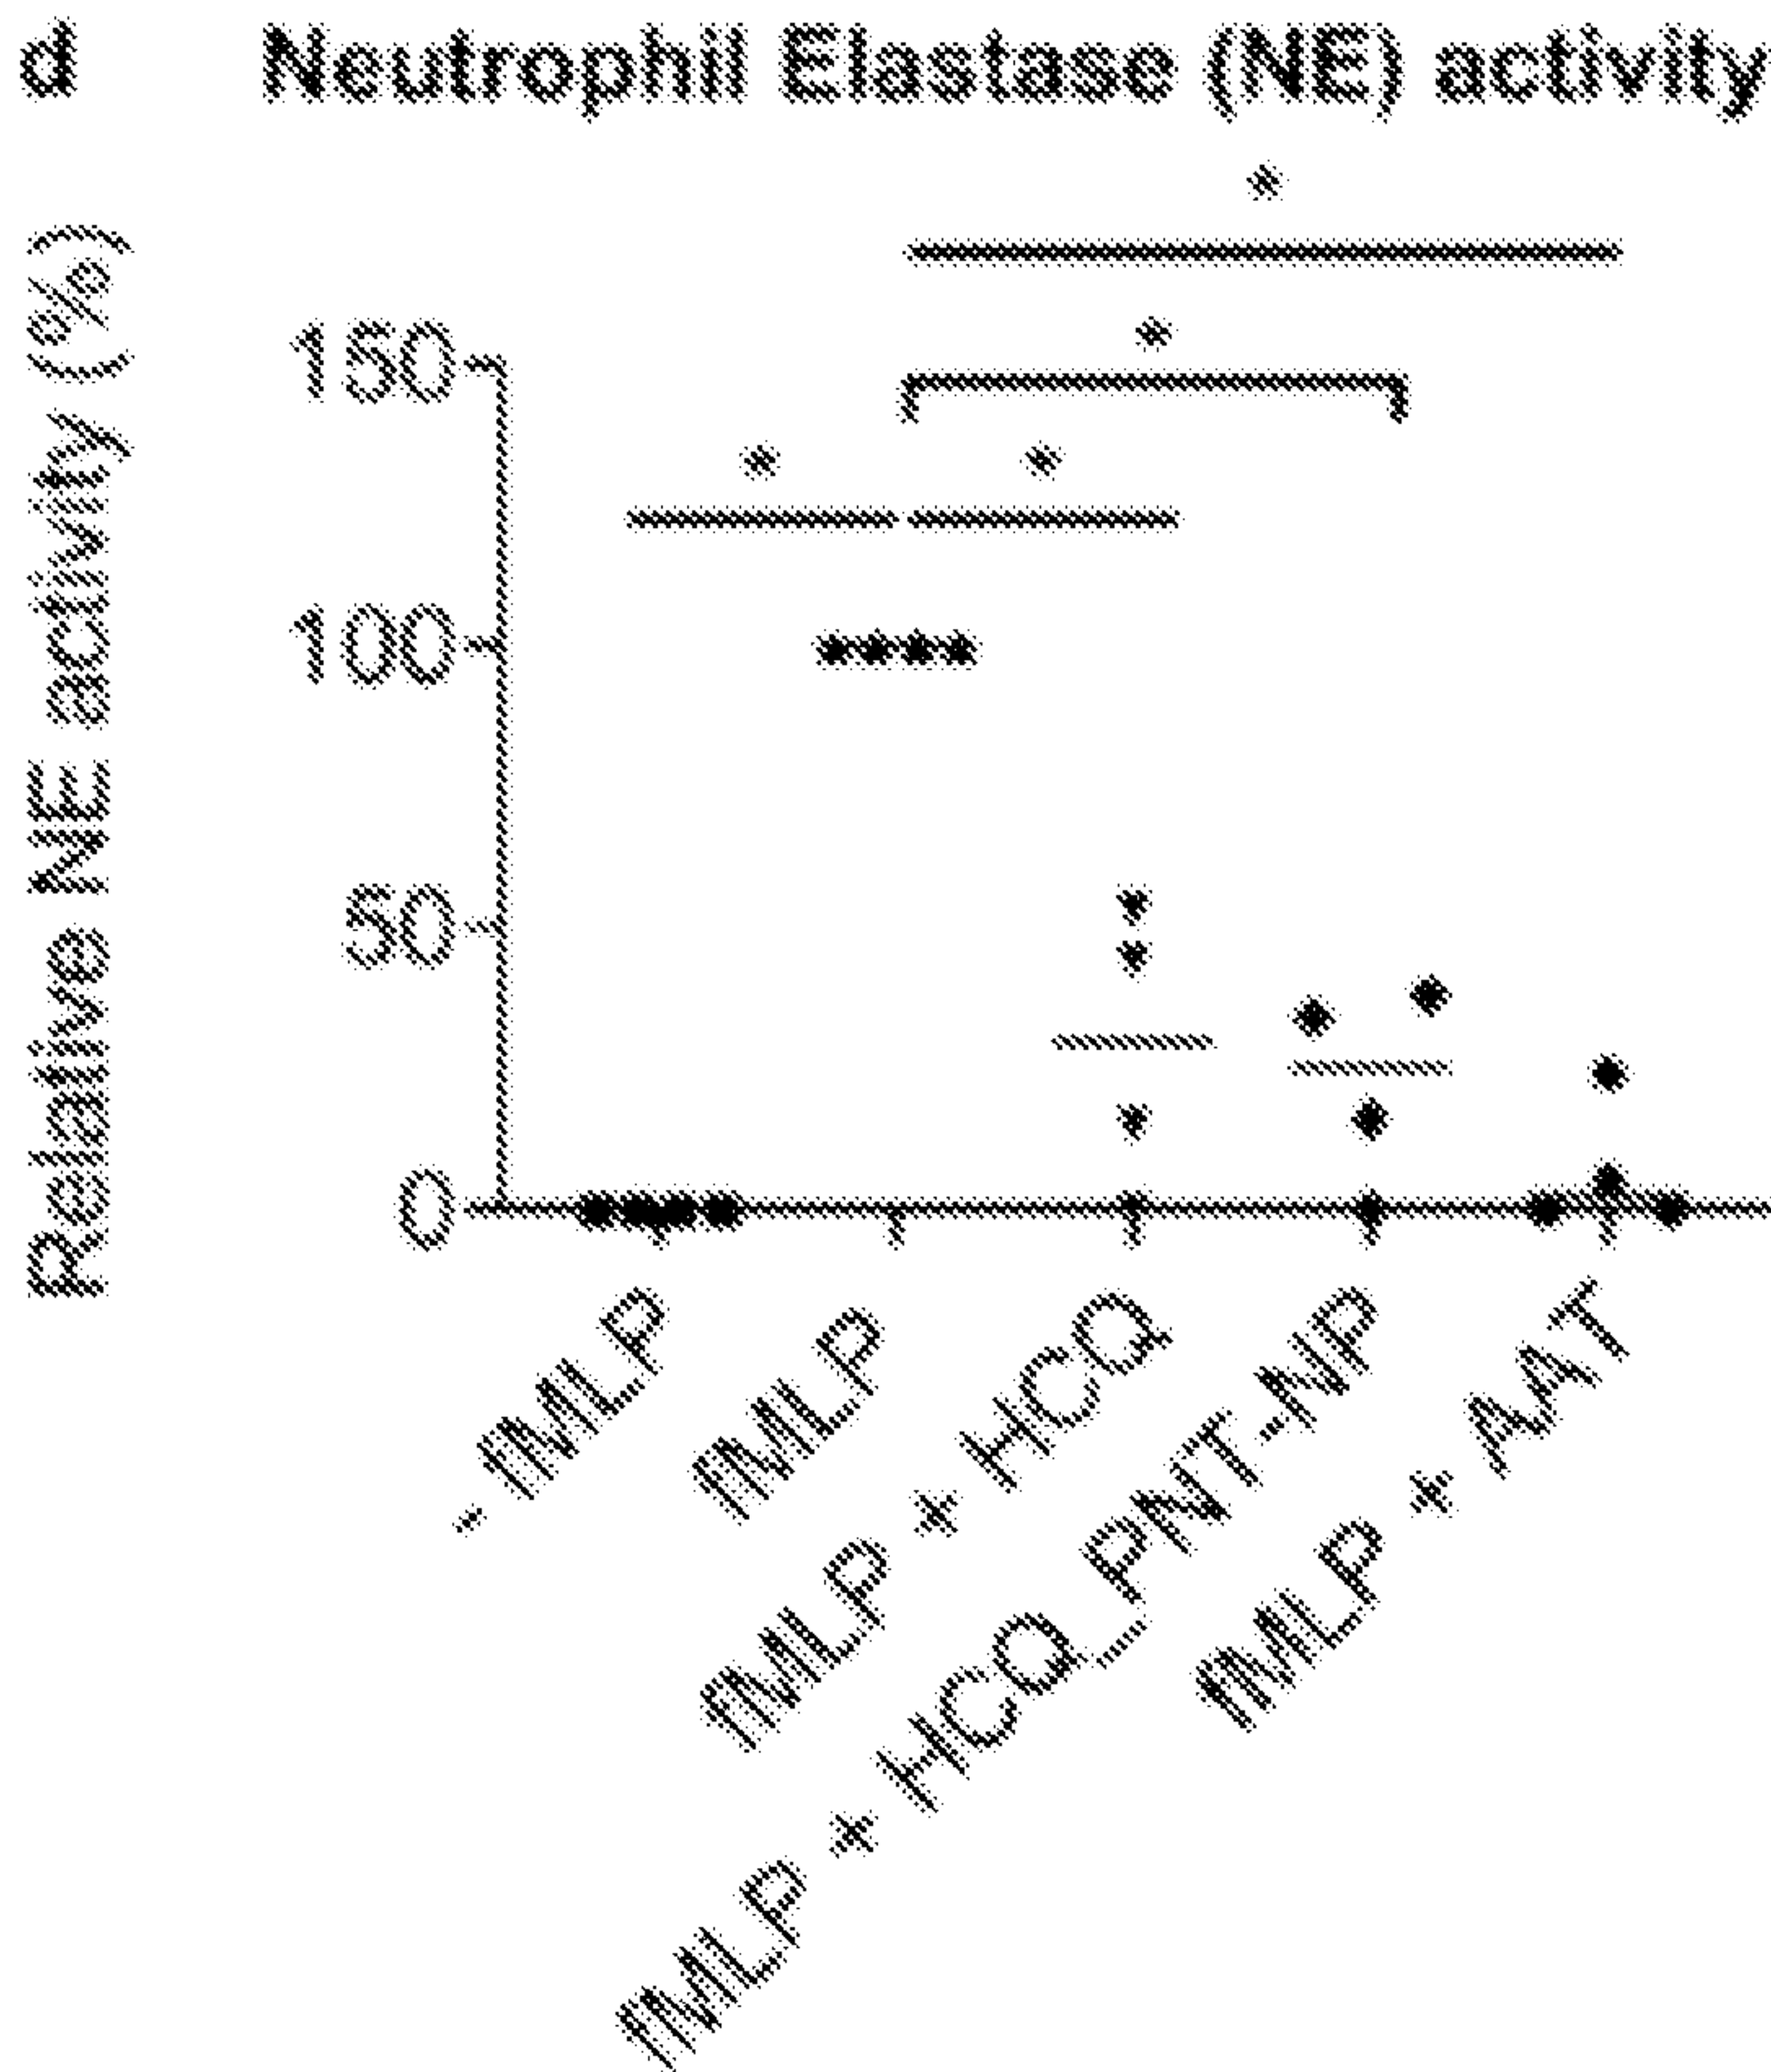 d Neutrophil Elastase (NE) activity
Relative NE activity (%)
*
*
* *
150
100
50
0
- fMLP
fMLP
fMLP + HCQ
fMLP + HCQ_PNT-NP
fMLP + AAT